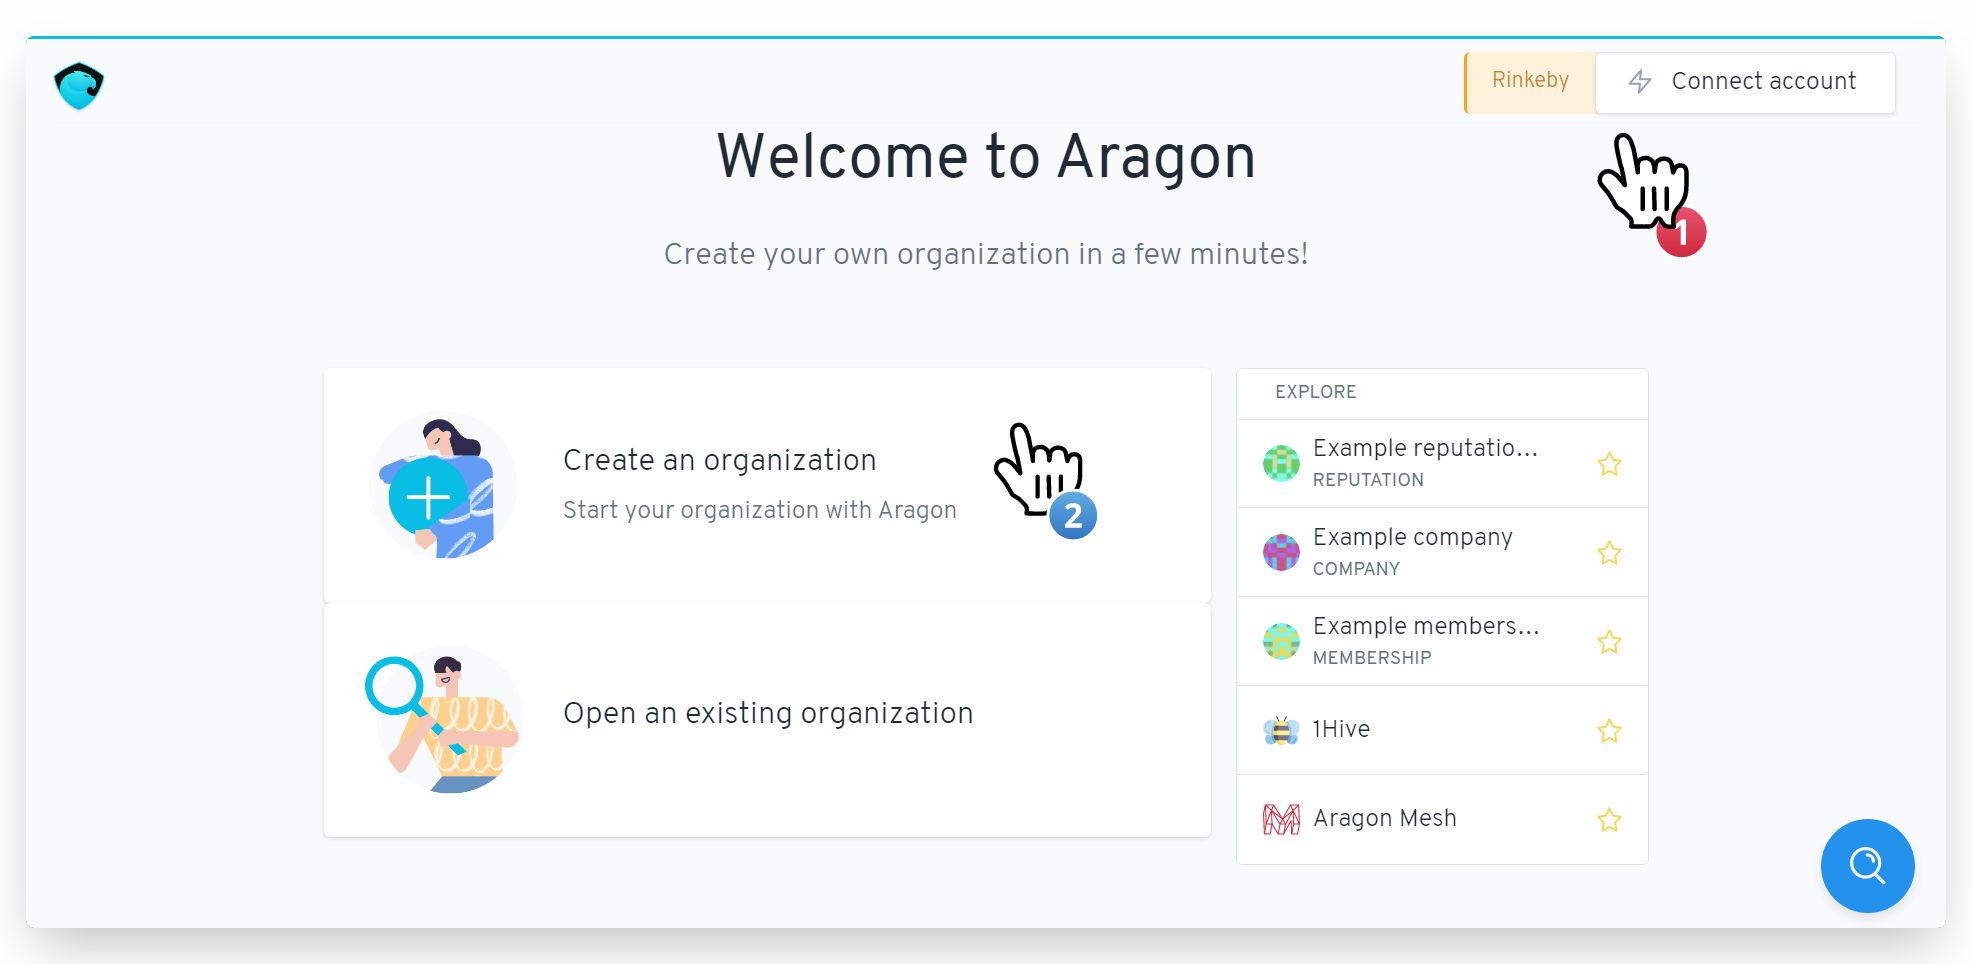 Rinkeby
Connect account
Welcome to Aragon
1
Create your own organization in a few minutes!
Create an organization
Start your organization with Aragon
2
Open an existing organization
EXPLORE
Example reputatio...
REPUTATION
Example company
COMPANY
Example members...
MEMBERSHIP
1Hive
Aragon Mesh